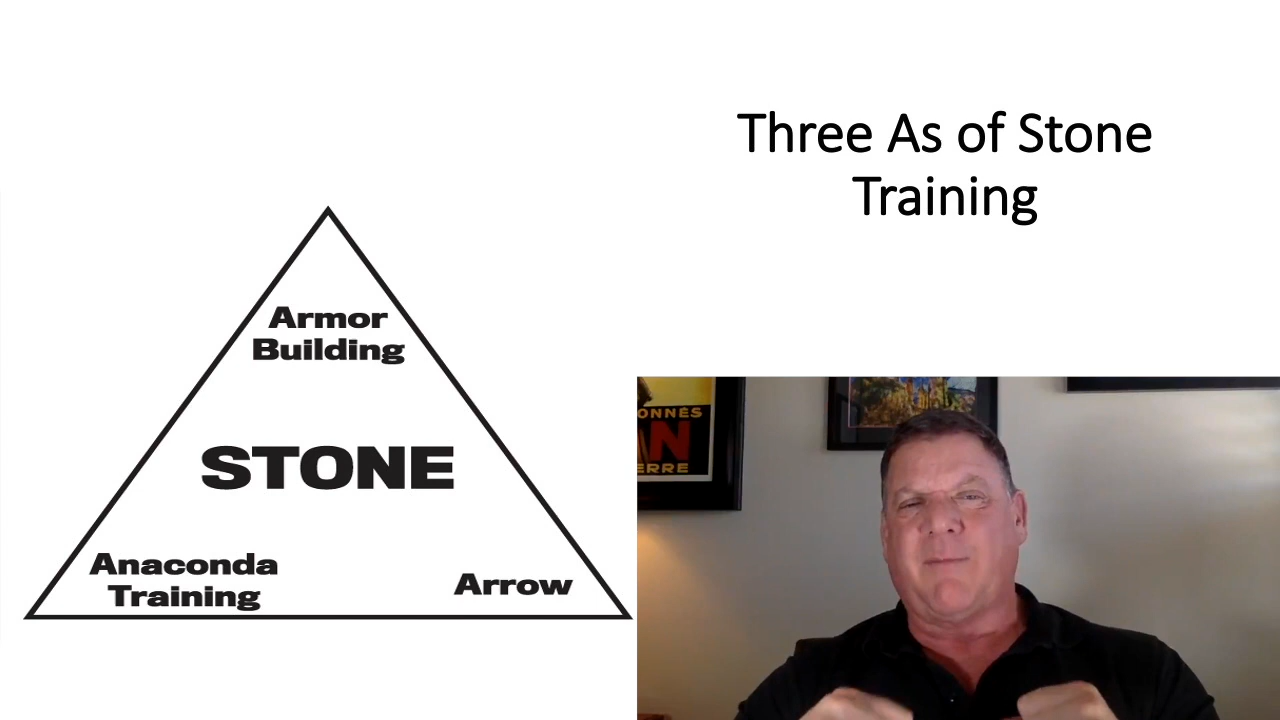 Three As of Stone
Training
Armor
Building
STONE
Anaconda
Training
Arrow
ONNÉS
N
ERRE